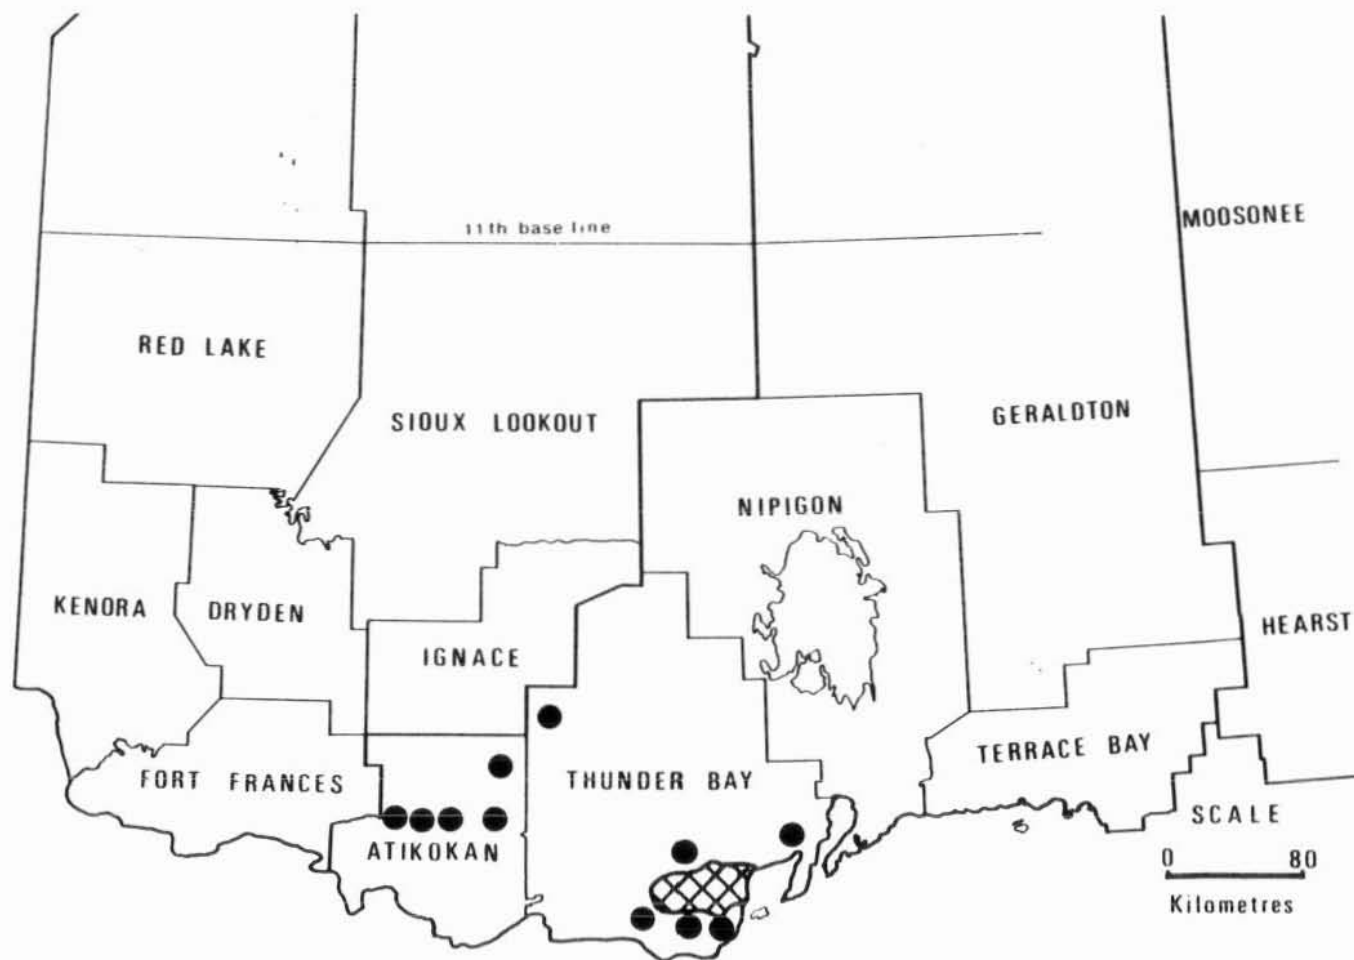 11th base line
MOOSONEE
RED LAKE
SIOUX LOOKOUT
GERALDTON
NIPIGON
KENORA
DRYDEN
IGNACE
HEARST
FORT FRANCES
THUNDER BAY
TERRACE BAY
ATIKOKAN
SCALE
0 80
Kilometres